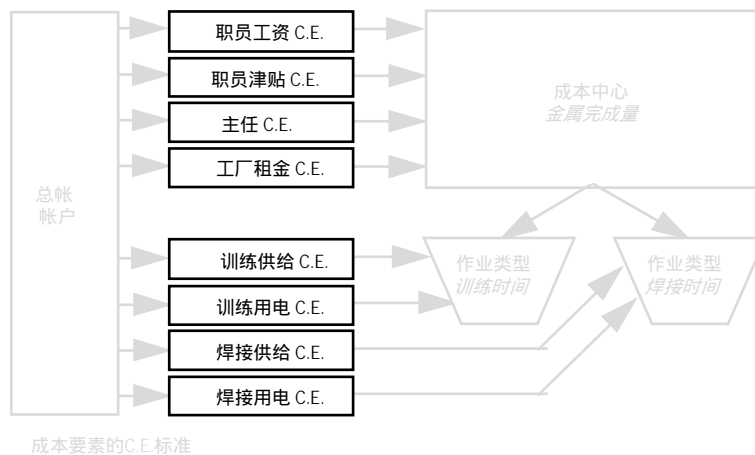 职员工资 C.E.
职员津贴 C.E.
主任 C.E.
工厂租金 C.E.
成本中心
金属完成量
总帐
帐户
训练供给 C.E.
训练用电 C.E.
焊接供给 C.E.
焊接用电 C.E.
作业类型
训练时间
作业类型
焊接时间
成本要素的C.E.标准